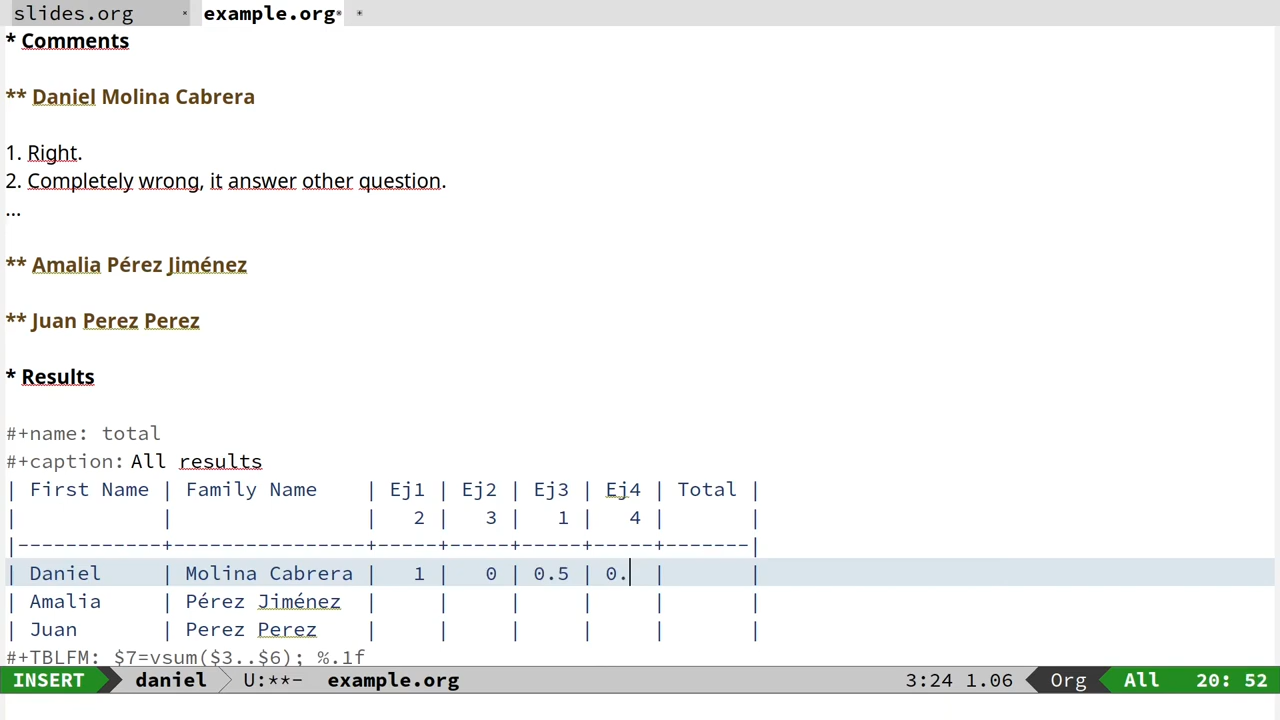 slides.org * example.org* *
* Comments
** Daniel Molina Cabrera
1. Right.
2. Completely wrong, it answer other question.
...
** Amalia Pérez Jiménez
** Juan Perez Perez
* Results
#+name: total
#+caption: All results
| First Name | Family Name    | Ej1 | Ej2 | Ej3 | Ej4 | Total |
|            |                |   2 |   3 |   1 |   4 |       |
|------------+----------------+-----+-----+-----+-----+-------|
| Daniel     | Molina Cabrera |   1 |   0 | 0.5 | 0.  |       |
| Amalia     | Pérez Jiménez  |     |     |     |     |       |
| Juan       | Perez Perez    |     |     |     |     |       |
#+TBLFM: $7=vsum($3..$6); %.1f
INSERT daniel U:**- example.org 3:24 1.06 Org All 20: 52